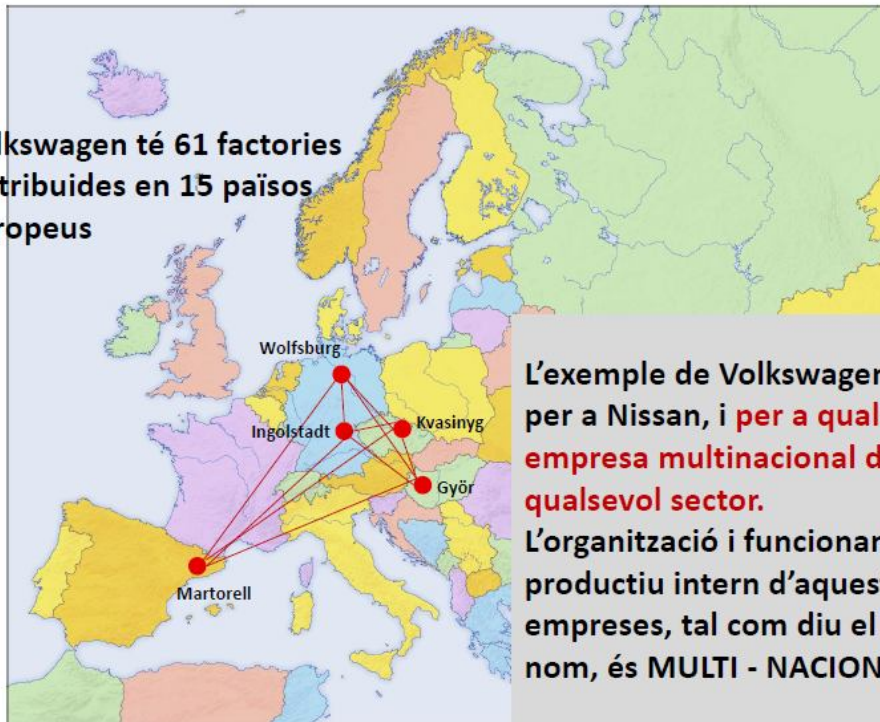 lkswagen té 61 factories
tribuides en 15 països
ropeus
Wolfsburg
Ingolstadt
Kvasinyg
Györ
Martorell
L'exemple de Volkswagen
per a Nissan, i per a qual
empresa multinacional d
qualsevol sector.
L'organització i funcionar
productiu intern d'aquest
empreses, tal com diu el
nom, és MULTI - NACION